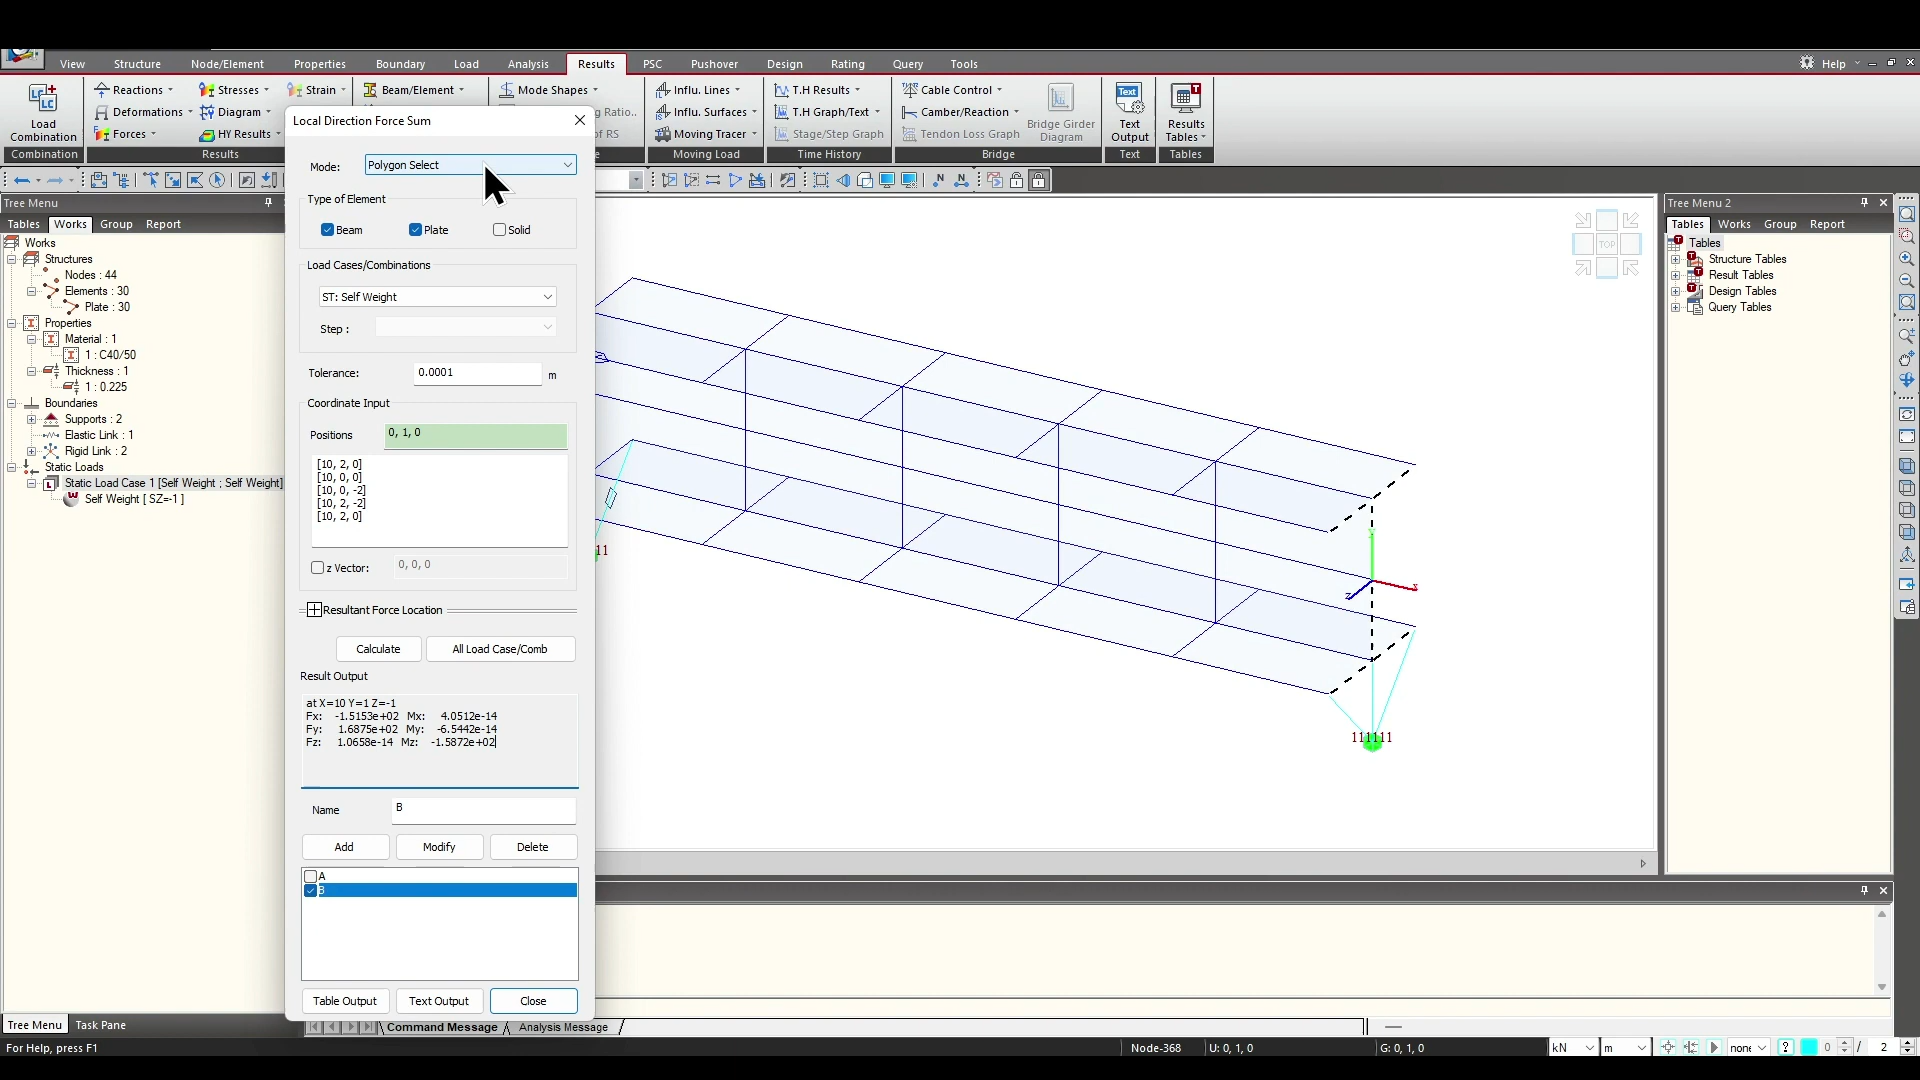 View Structure Node/Element Properties Boundary Load Analysis Results PSC Pushover Design Rating Query Tools Help
Load Combination
Combination
Reactions Stresses Strain
Deformations Diagram
Forces HY Results
Results
Beam/Element
Mode Shapes
g Ratio..
of RS
Influ. Lines
Influ. Surfaces
Moving Tracer
Moving Load
T.H Results
T.H Graph/Text
Stage/Step Graph
Time History
Cable Control
Camber/Reaction
Tendon Loss Graph
Bridge Girder Diagram
Bridge
Text Output
Text
Results Tables
Tables
Tree Menu
Tables Works Group Report
Works
Structures
Nodes : 44
Elements : 30
Plate : 30
Properties
Material : 1
1 : C40/50
Thickness : 1
1 : 0.225
Boundaries
Supports : 2
Elastic Link : 1
Rigid Link : 2
Static Loads
Static Load Case 1 [Self Weight ; Self Weight]
Self Weight [ SZ=-1 ]
Tree Menu Task Pane
Local Direction Force Sum
Mode: Polygon Select
Type of Element
Beam Plate Solid
Load Cases/Combinations
ST: Self Weight
Step :
Tolerance: 0.0001 m
Coordinate Input
Positions 0, 1, 0
[10, 2, 0]
[10, 0, 0]
[10, 0, -2]
[10, 2, -2]
[10, 2, 0]
z Vector: 0, 0, 0
Resultant Force Location
Calculate All Load Case/Comb
Result Output
at X=10 Y=1 Z=-1
Fx: -1.5153e+02 Mx: 4.0512e-14
Fy: 1.6875e+02 My: -6.5442e-14
Fz: 1.0658e-14 Mz: -1.5872e+02
Name B
Add Modify Delete
A
B
Table Output Text Output Close
TOP
11
Y
x
z
111111
Tree Menu 2
Tables Works Group Report
Tables
Structure Tables
Result Tables
Design Tables
Query Tables
Command Message Analysis Message
For Help, press F1
Node-368 U: 0, 1, 0 G: 0, 1, 0 kN m none ? 0 / 2